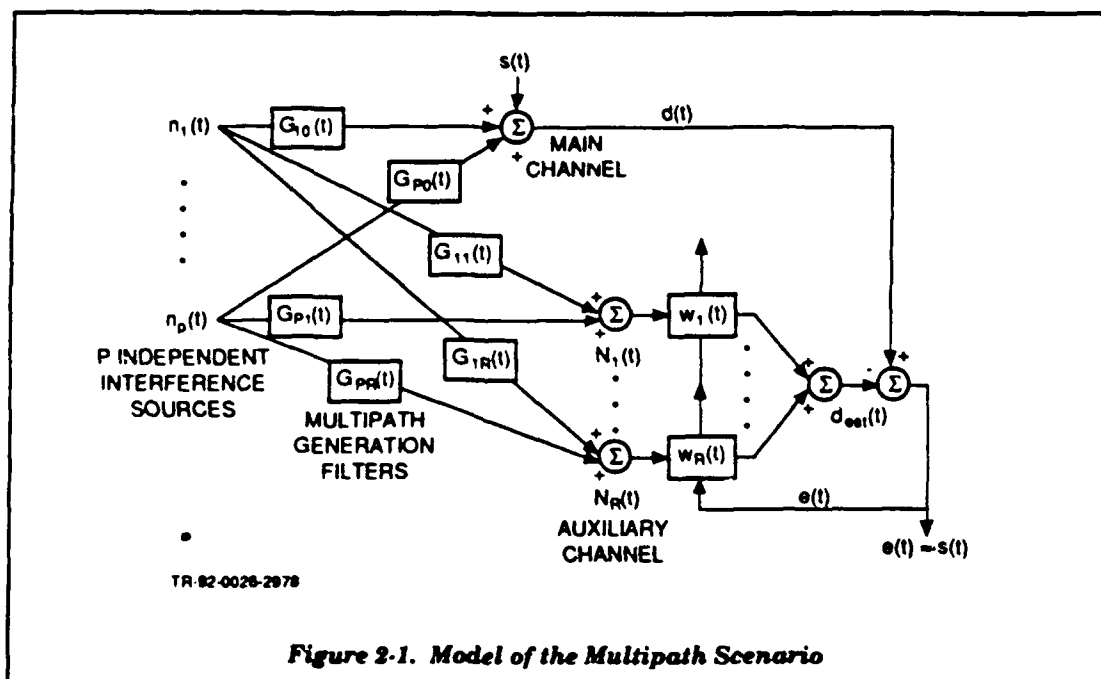 s(t)
n₁(t)
G₁₀(t)
+
Σ
d(t)
+
MAIN
CHANNEL
G_P0(t)
G₁₁(t)
n_p(t)
G_P1(t)
+
Σ
+
N₁(t)
w₁(t)
P INDEPENDENT
INTERFERENCE
SOURCES
G_PR(t)
G_1R(t)
MULTIPATH
GENERATION
FILTERS
+
Σ
+
-
+
Σ
d_est(t)
+
Σ
+
N_R(t)
w_R(t)
AUXILIARY
CHANNEL
e(t)
e(t) ≈ s(t)
TR-92-0026-2978
Figure 2-1. Model of the Multipath Scenario